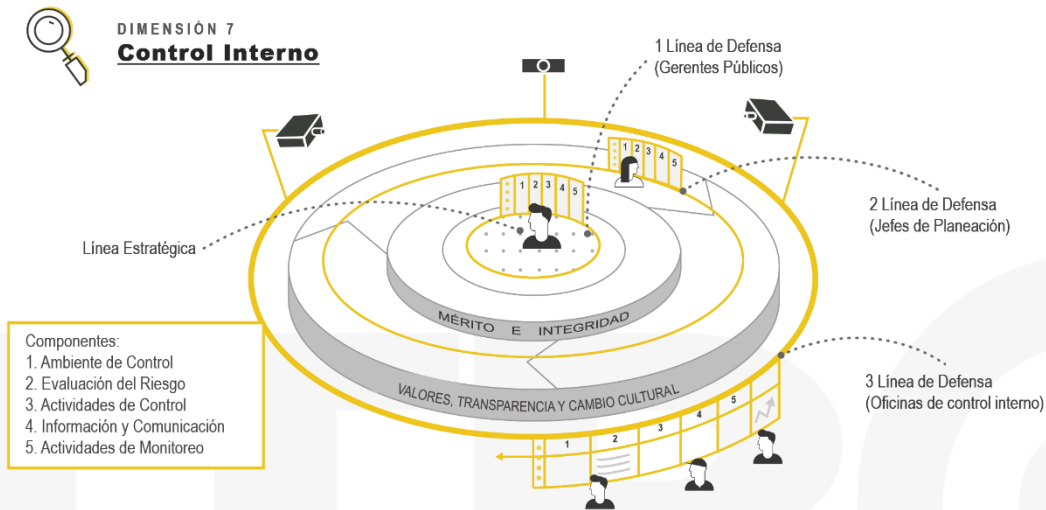 DIMENSIÓN 7
Control Interno
1 Línea de Defensa
(Gerentes Públicos)
1 2 3 4 5
1 2 3 4 5
2 Línea de Defensa
(Jefes de Planeación)
Línea Estratégica
MÉRITO E INTEGRIDAD
VALORES, TRANSPARENCIA Y CAMBIO CULTURAL
Componentes:
1. Ambiente de Control
2. Evaluación del Riesgo
3. Actividades de Control
4. Información y Comunicación
5. Actividades de Monitoreo
3 Línea de Defensa
(Oficinas de control interno)
1 2 3 4 5